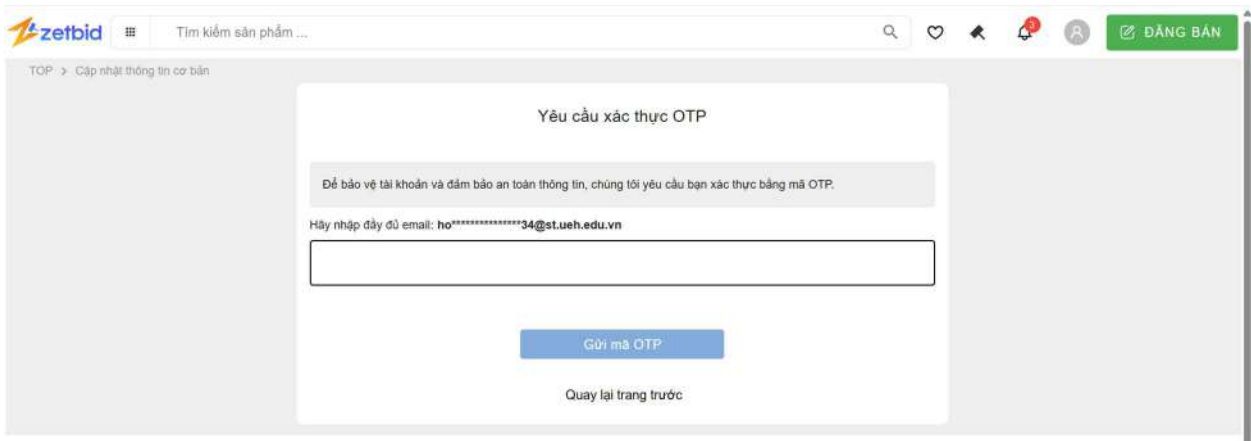 zetbid
Tìm kiếm sản phẩm ...
3
ĐĂNG BÁN
TOP > Cập nhật thông tin cơ bản
Yêu cầu xác thực OTP
Để bảo vệ tài khoản và đảm bảo an toàn thông tin, chúng tôi yêu cầu bạn xác thực bằng mã OTP.
Hãy nhập đầy đủ email: ho***************34@st.ueh.edu.vn
Gửi mã OTP
Quay lại trang trước